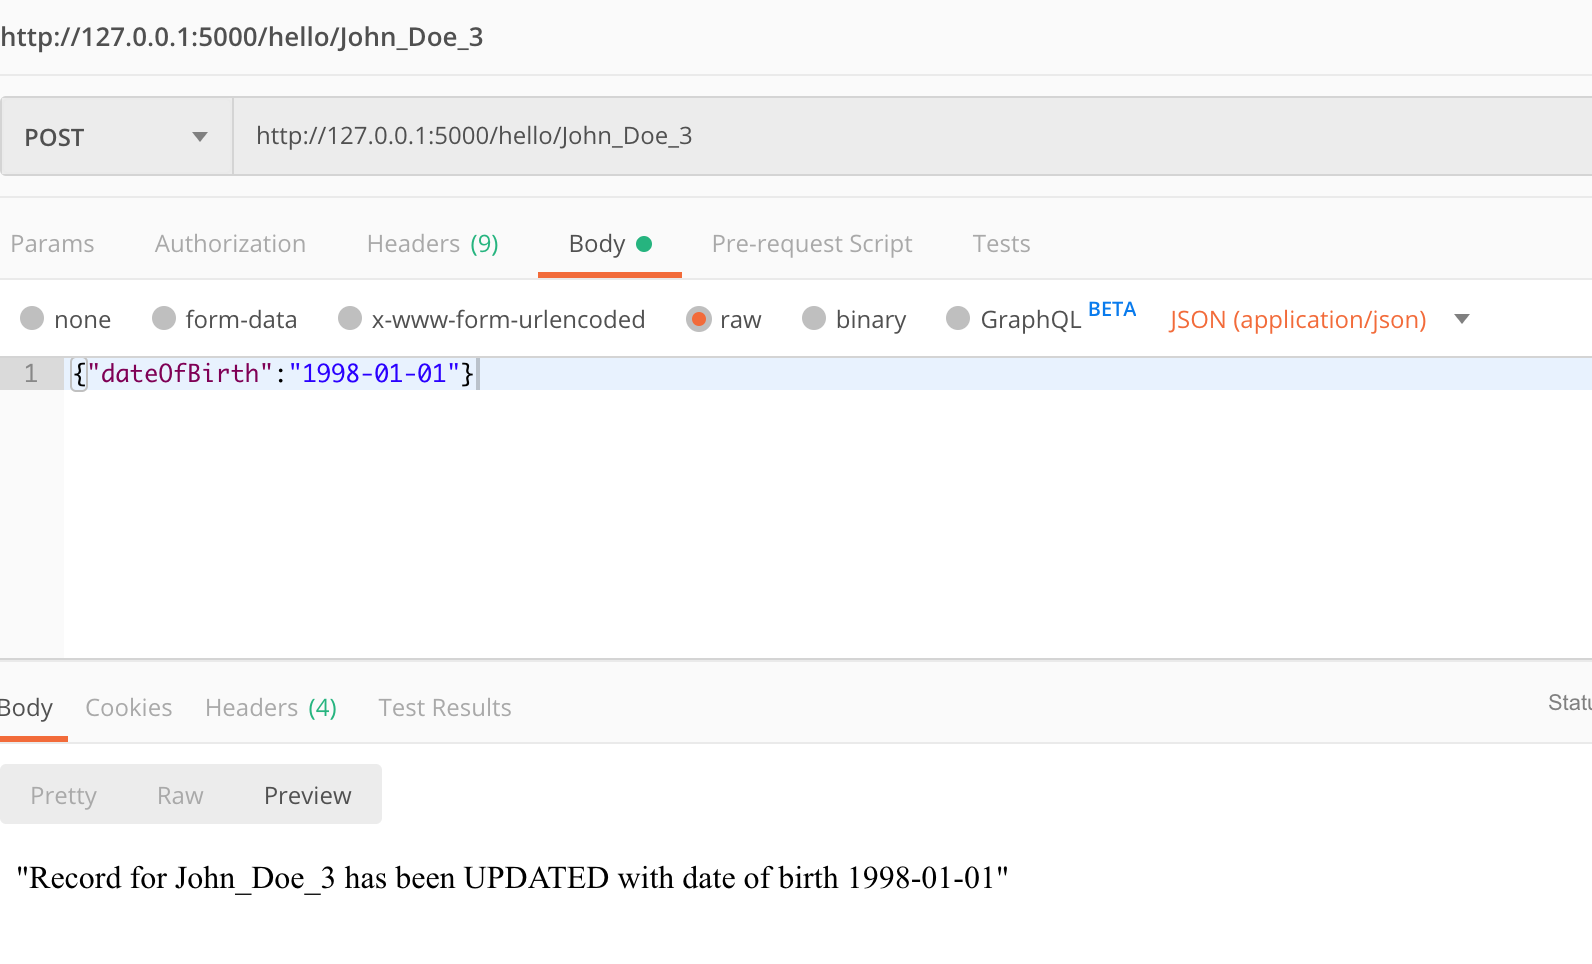 http://127.0.0.1:5000/hello/John_Doe_3
POST http://127.0.0.1:5000/hello/John_Doe_3
Params Authorization Headers (9) Body Pre-request Script Tests
none form-data x-www-form-urlencoded raw binary GraphQL BETA JSON (application/json)
1 {"dateOfBirth":"1998-01-01"}
Body Cookies Headers (4) Test Results Statu
Pretty Raw Preview
"Record for John_Doe_3 has been UPDATED with date of birth 1998-01-01"